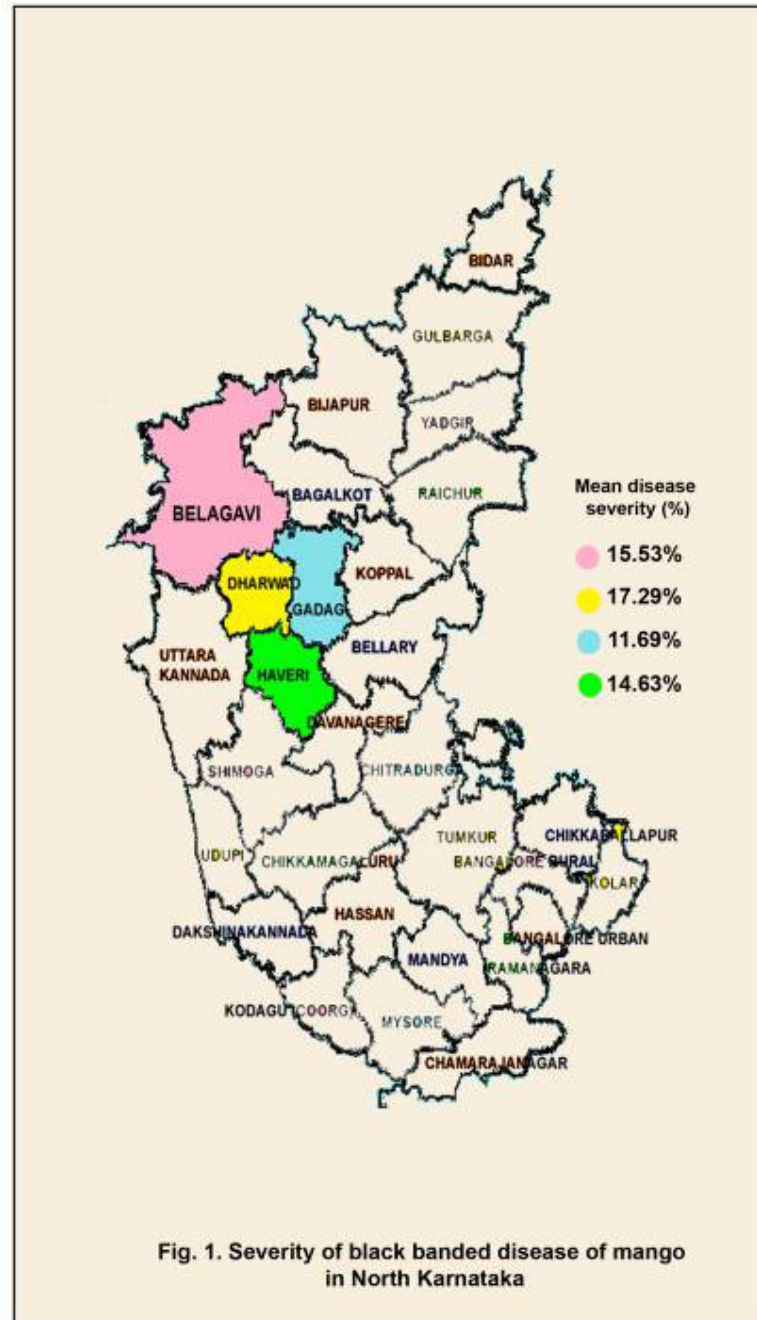 BIDAR
GULBARGA
BIJAPUR
YADGIR
BAGALKOT
RAICHUR
BELAGAVI
Mean disease
severity (%)
15.53%
17.29%
11.69%
14.63%
KOPPAL
DHARWAD
GADAG
BELLARY
UTTARA
KANNADA
HAVERI
DAVANAGERE
SHIMOGA
CHITRADURGA
TUMKUR
CHIKKABALLAPUR
UDUPI
CHIKKAMAGALURU
BANGALORE RURAL
KOLAR
HASSAN
DAKSHINAKANNADA
BANGALORE URBAN
MANDYA
RAMANAGARA
KODAGU (COORG)
MYSORE
CHAMARAJANAGAR
Fig. 1. Severity of black banded disease of mango
in North Karnataka